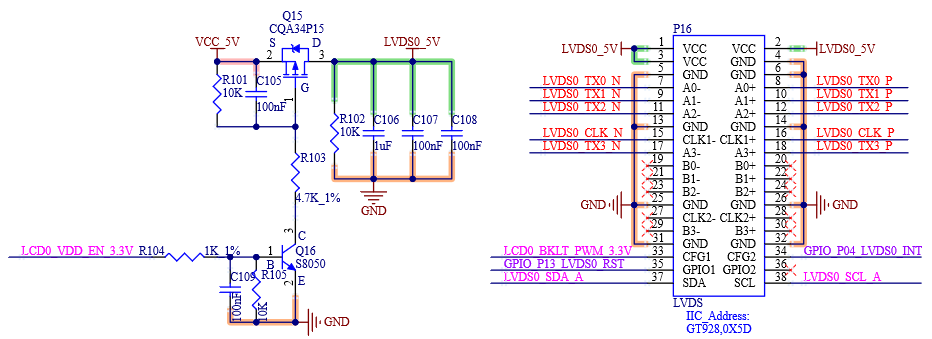 Q15
CQA34P15
VCC_5V
S
D
2
3
LVDS0_5V
R101
10K
C105
100nF
1
G
R102
10K
C106
1uF
C107
100nF
C108
100nF
R103
4.7K_1%
GND
3
C
LCD0_VDD_EN_3.3V
R104
1K_1%
1
B
Q16
S8050
2
E
C109
100nF
R105
10K
GND
P16
LVDS0_5V 1 VCC VCC 2 LVDS0_5V
3 VCC GND 4
5 GND GND 6
LVDS0_TX0_N 7 A0- A0+ 8 LVDS0_TX0_P
LVDS0_TX1_N 9 A1- A1+ 10 LVDS0_TX1_P
LVDS0_TX2_N 11 A2- A2+ 12 LVDS0_TX2_P
13 GND GND 14
LVDS0_CLK_N 15 CLK1- CLK1+ 16 LVDS0_CLK_P
LVDS0_TX3_N 17 A3- A3+ 18 LVDS0_TX3_P
19 B0- B0+ 20
21 B1- B1+ 22
23 B2- B2+ 24
GND 25 GND GND 26 GND
27 CLK2- CLK2+ 28
29 B3- B3+ 30
31 GND GND 32
LCD0_BKLT_PWM_3.3V 33 CFG1 CFG2 34 GPIO_P04_LVDS0_INT
GPIO_P13_LVDS0_RST 35 GPIO1 GPIO2 36
LVDS0_SDA_A 37 SDA SCL 38 LVDS0_SCL_A
LVDS
IIC_Address:
GT928,0X5D